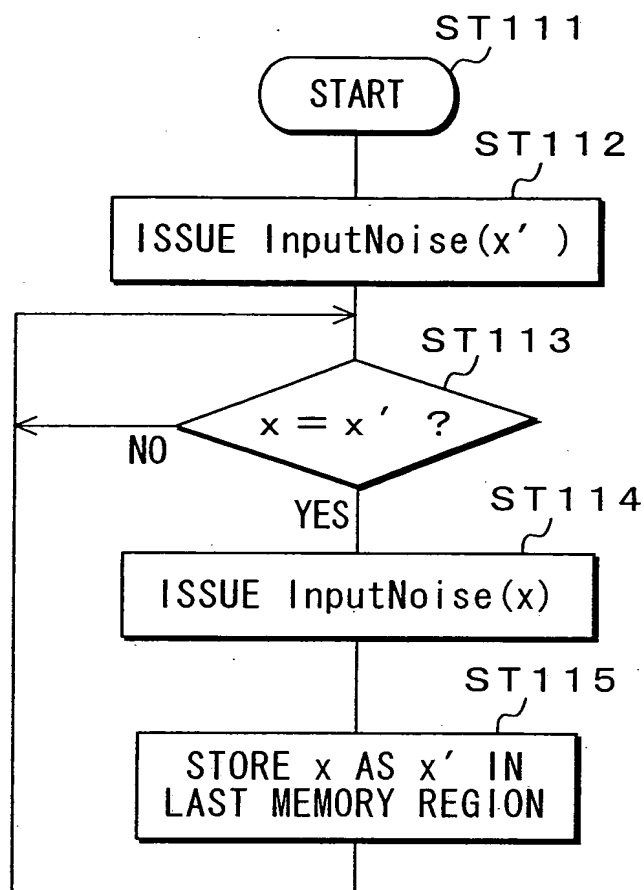 ST111
START
ST112
ISSUE InputNoise(x′)
ST113
x = x′ ?
NO
YES
ST114
ISSUE InputNoise(x)
ST115
STORE x AS x′ IN
LAST MEMORY REGION